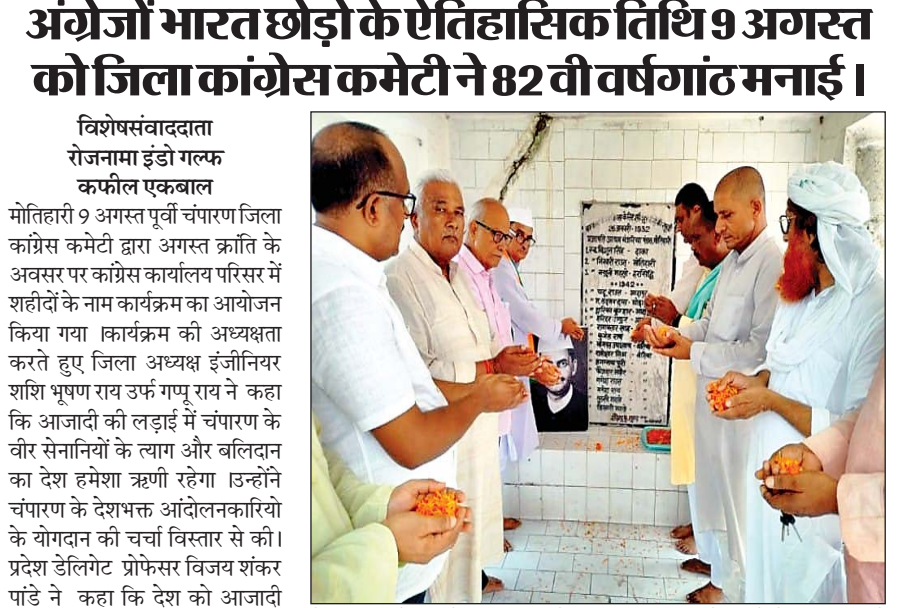 अंग्रेजों भारत छोड़ो के ऐतिहासिक तिथि 9 अगस्त
को जिला कांग्रेस कमेटी ने 82 वी वर्षगांठ मनाई ।
विशेषसंवाददाता
रोजनामा इंडो गल्फ
कफील एकबाल
मोतिहारी 9 अगस्त पूर्वी चंपारण जिला
कांग्रेस कमेटी द्वारा अगस्त क्रांति के
अवसर पर कांग्रेस कार्यालय परिसर में
शहीदों के नाम कार्यक्रम का आयोजन
किया गया ।कार्यक्रम की अध्यक्षता
करते हुए जिला अध्यक्ष इंजीनियर
शशि भूषण राय उर्फ गप्पू राय ने कहा
कि आजादी की लड़ाई में चंपारण के
वीर सेनानियों के त्याग और बलिदान
का देश हमेशा ऋणी रहेगा ।उन्होंने
चंपारण के देशभक्त आंदोलनकारियो
के योगदान की चर्चा विस्तार से की।
प्रदेश डेलिगेट प्रोफेसर विजय शंकर
पांडे ने कहा कि देश को आजादी
1932
1942